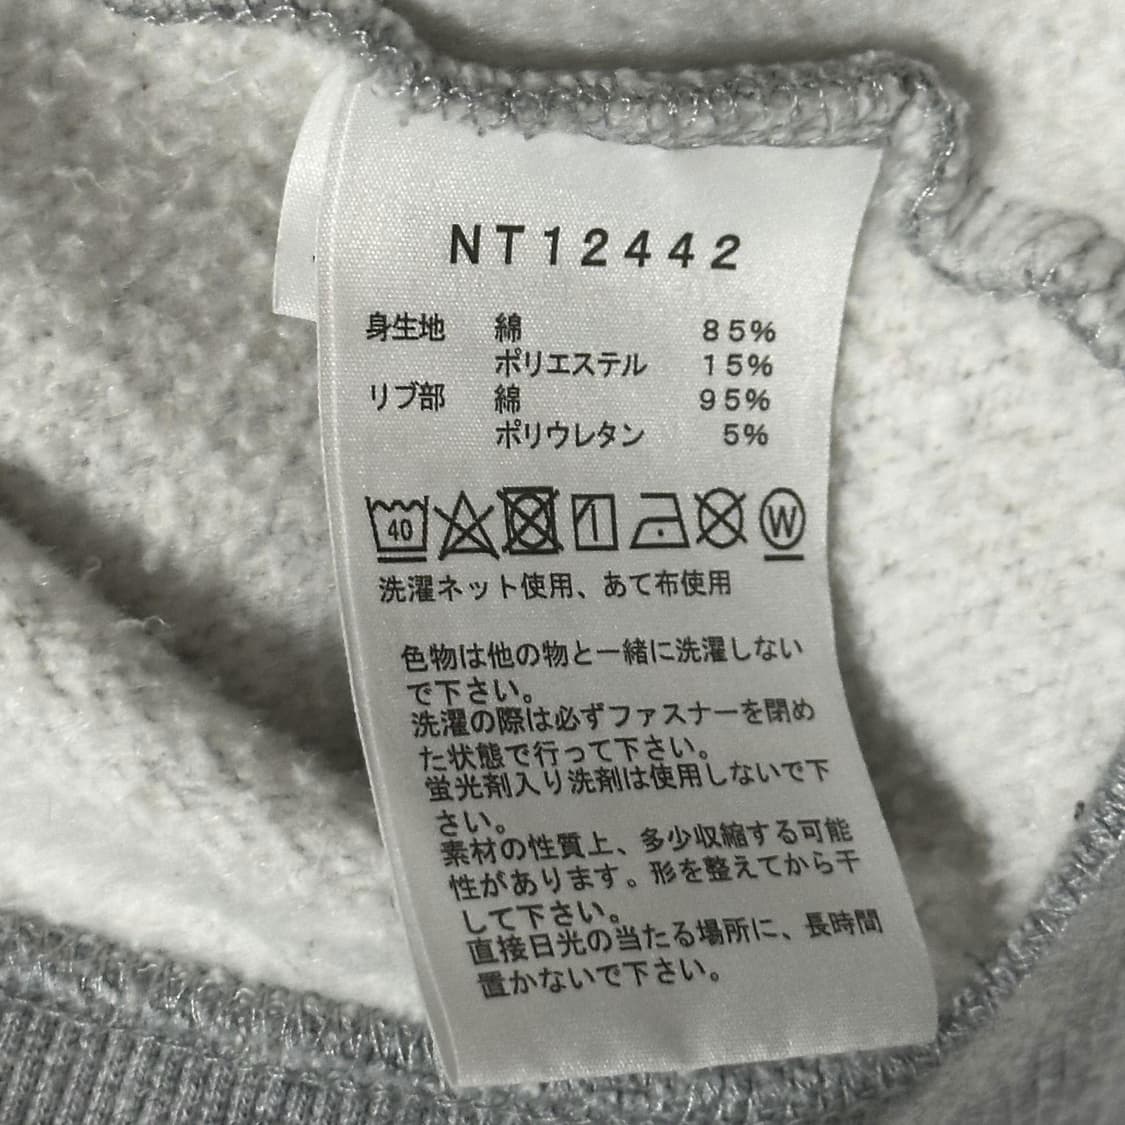 NT12442
身生地 綿 85%
ポリエステル 15%
リブ部 綿 95%
ポリウレタン 5%
40 W
洗濯ネット使用、あて布使用
色物は他の物と一緒に洗濯しない
で下さい。
洗濯の際は必ずファスナーを閉め
た状態で行って下さい。
蛍光剤入り洗剤は使用しないで下
さい。
素材の性質上、多少収縮する可能
性があります。形を整えてから干
して下さい。
直接日光の当たる場所に、長時間
置かないで下さい。